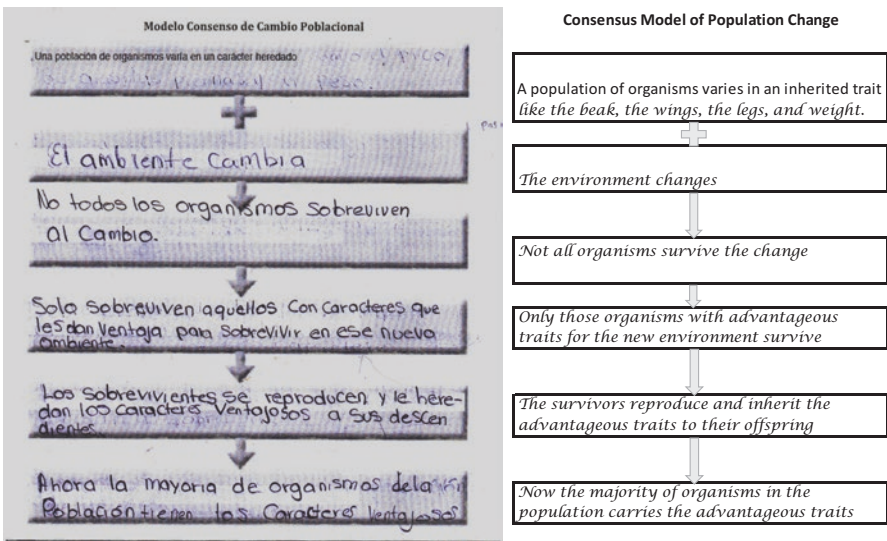 Modelo Consenso de Cambio Poblacional
Una población de organismos varía en un carácter heredado
El ambiente Cambia
No todos los organismos sobreviven
al Cambio.
Solo sobreviven aquellos con caracteres que
les dan ventaja para sobrevivir en ese nuevo
ambiente.
Los sobrevivientes se reproducen y le here-
dan los caracteres ventajosos a sus descen
dientes
Ahora la mayoria de organismos de la
Población tienen los Caracteres ventajosos
Consensus Model of Population Change
A population of organisms varies in an inherited trait
like the beak, the wings, the legs, and weight.
The environment changes
Not all organisms survive the change
Only those organisms with advantageous
traits for the new environment survive
The survivors reproduce and inherit the
advantageous traits to their offspring
Now the majority of organisms in the
population carries the advantageous traits